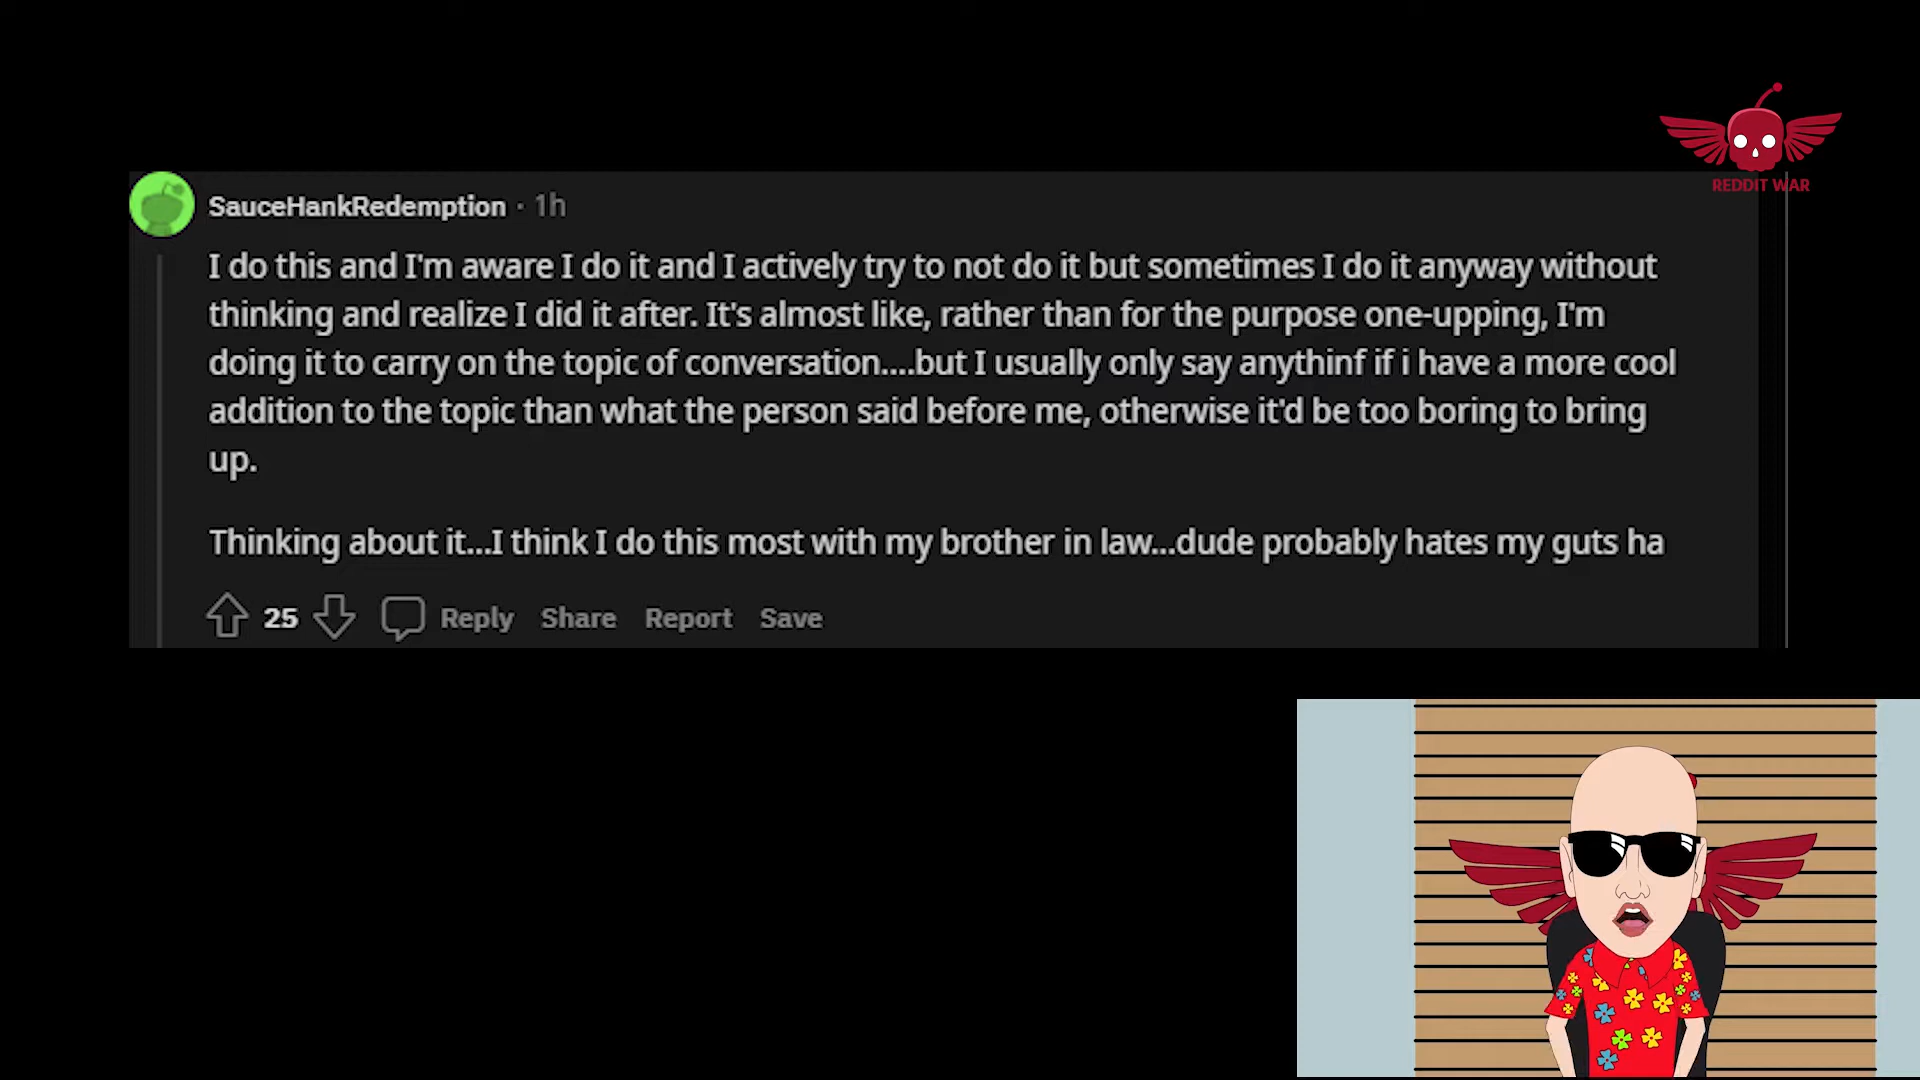 REDDIT WAR
SauceHankRedemption · 1h
I do this and I'm aware I do it and I actively try to not do it but sometimes I do it anyway without
thinking and realize I did it after. It's almost like, rather than for the purpose one-upping, I'm
doing it to carry on the topic of conversation....but I usually only say anythinf if i have a more cool
addition to the topic than what the person said before me, otherwise it'd be too boring to bring
up.
Thinking about it...I think I do this most with my brother in law...dude probably hates my guts ha
25 Reply Share Report Save